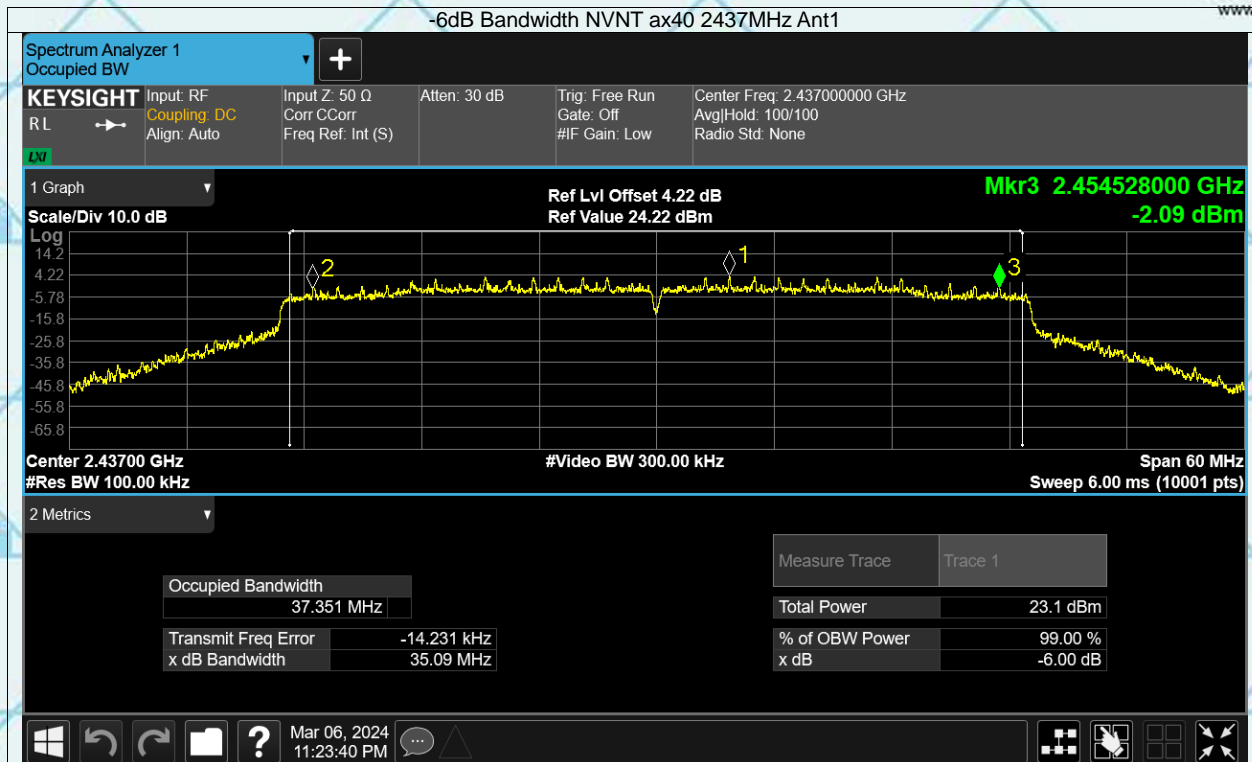 -6dB Bandwidth NVNT ax40 2437MHz Ant1
www
Spectrum Analyzer 1
Occupied BW
+
KEYSIGHT
RL
LXI
Input: RF
Coupling: DC
Align: Auto
Input Z: 50 Ω
Corr CCorr
Freq Ref: Int (S)
Atten: 30 dB
Trig: Free Run
Gate: Off
#IF Gain: Low
Center Freq: 2.437000000 GHz
Avg|Hold: 100/100
Radio Std: None
1 Graph
Scale/Div 10.0 dB
Ref Lvl Offset 4.22 dB
Ref Value 24.22 dBm
Mkr3 2.454528000 GHz
-2.09 dBm
Log
14.2
4.22
-5.78
-15.8
-25.8
-35.8
-45.8
-55.8
-65.8
2
1
3
Center 2.43700 GHz
#Res BW 100.00 kHz
#Video BW 300.00 kHz
Span 60 MHz
Sweep 6.00 ms (10001 pts)
2 Metrics
Occupied Bandwidth
37.351 MHz
Transmit Freq Error -14.231 kHz
x dB Bandwidth 35.09 MHz
Measure Trace Trace 1
Total Power 23.1 dBm
% of OBW Power 99.00 %
x dB -6.00 dB
?
Mar 06, 2024
11:23:40 PM